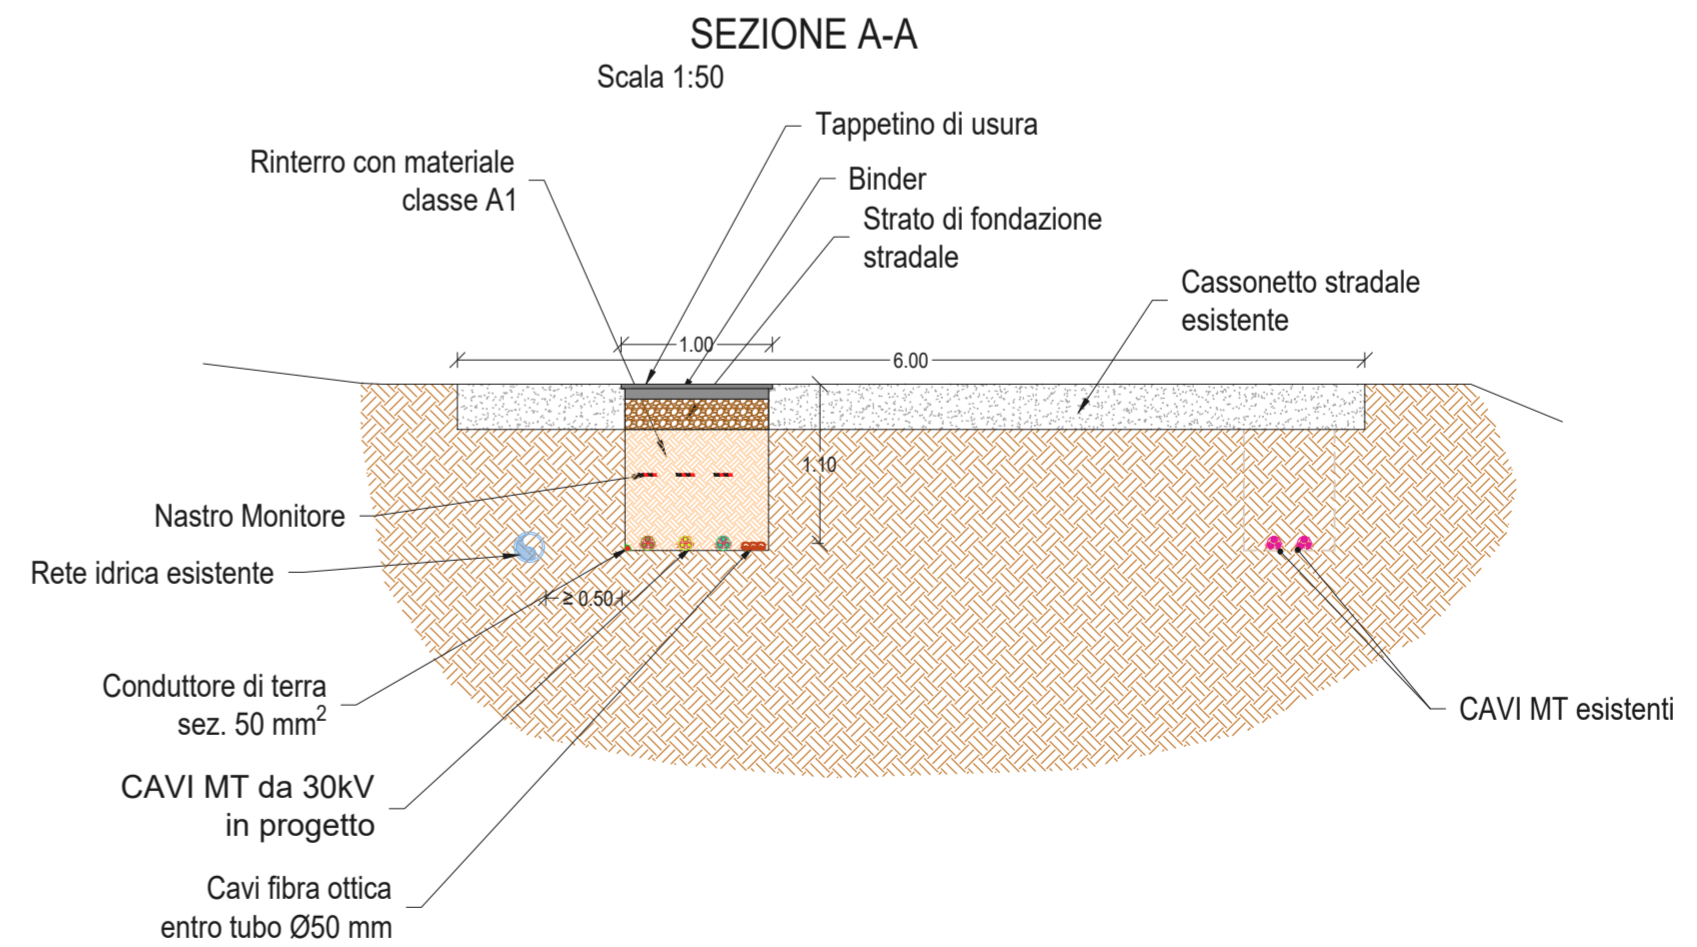 SEZIONE A-A
Scala 1:50
Tappetino di usura
Rinterro con materiale
classe A1
Binder
Strato di fondazione
stradale
Cassonetto stradale
esistente
1.00
6.00
1.10
Nastro Monitore
Rete idrica esistente
≥ 0.50
Conduttore di terra
sez. 50 mm²
CAVI MT esistenti
CAVI MT da 30kV
in progetto
Cavi fibra ottica
entro tubo Ø50 mm